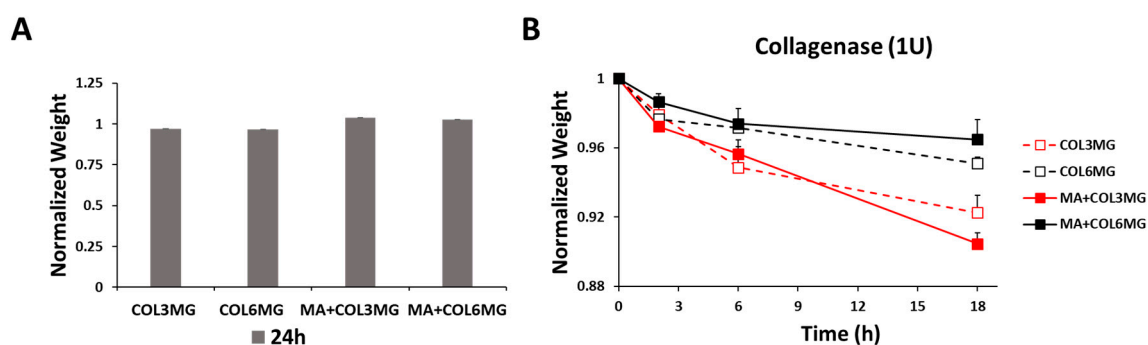 A
Normalized Weight
1.25
1
0.75
0.5
0.25
0
COL3MG
COL6MG
MA+COL3MG
MA+COL6MG
24h
B
Collagenase (1U)
Normalized Weight
1
0.96
0.92
0.88
0
3
6
9
12
15
18
Time (h)
COL3MG
COL6MG
MA+COL3MG
MA+COL6MG